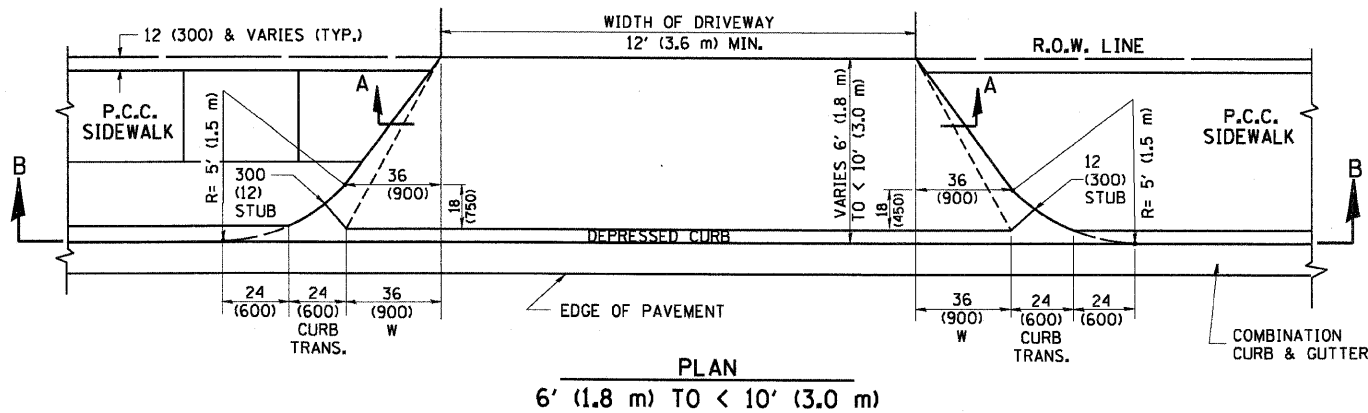 12 (300) & VARIES (TYP.)
WIDTH OF DRIVEWAY
12' (3.6 m) MIN.
R.O.W. LINE
P.C.C.
SIDEWALK
R= 5' (1.5 m)
A
300
(12)
STUB
36
(900)
18
(750)
VARIES 6' (1.8 m)
TO < 10' (3.0 m)
A
36
(900)
18
(450)
12
(300)
STUB
R= 5' (1.5 m)
P.C.C.
SIDEWALK
B
B
DEPRESSED CURB
24
(600)
24
(600)
CURB
TRANS.
36
(900)
W
EDGE OF PAVEMENT
36
(900)
W
24
(600)
CURB
TRANS.
24
(600)
COMBINATION
CURB & GUTTER
PLAN
6' (1.8 m) TO < 10' (3.0 m)